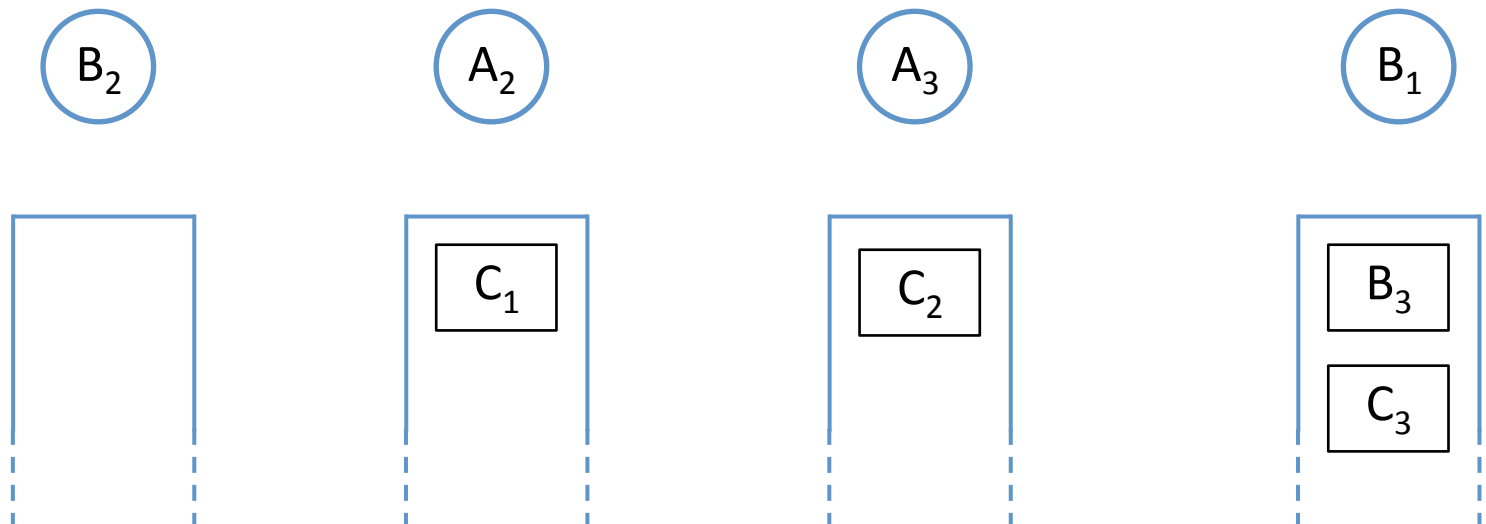 B₂ A₂ A₃ B₁
C₁ C₂ B₃
C₃